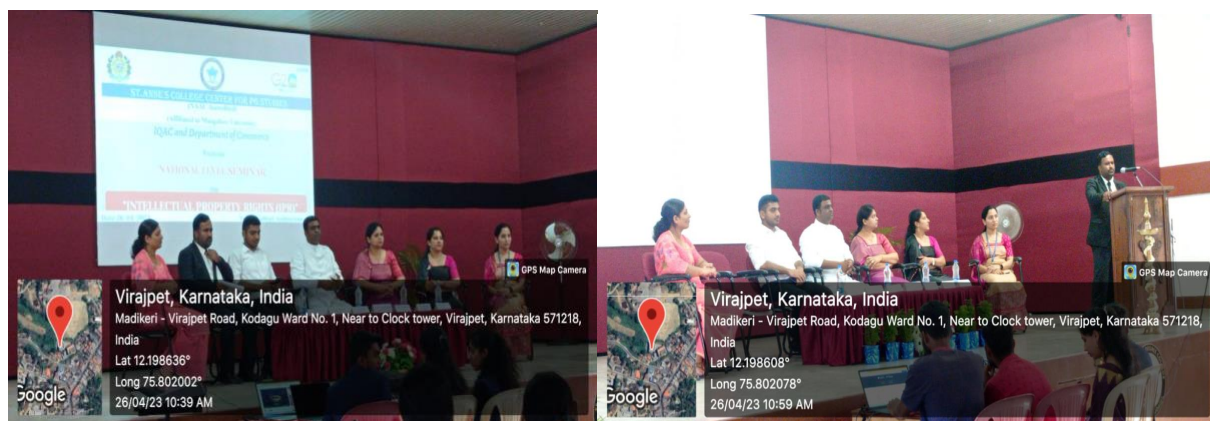 ST. ANNE'S COLLEGE CENTER FOR PG STUDIES
IQAC and Department of Commerce
NATIONAL LEVEL SEMINAR
"INTELLECTUAL PROPERTY RIGHTS (IPR)"
GPS Map Camera
Virajpet, Karnataka, India
Madikeri - Virajpet Road, Kodagu Ward No. 1, Near to Clock tower, Virajpet, Karnataka 571218,
India
Lat 12.198636°
Long 75.802002°
26/04/23 10:39 AM
Google
GPS Map Camera
Virajpet, Karnataka, India
Madikeri - Virajpet Road, Kodagu Ward No. 1, Near to Clock tower, Virajpet, Karnataka 571218,
India
Lat 12.198608°
Long 75.802078°
26/04/23 10:59 AM
Google